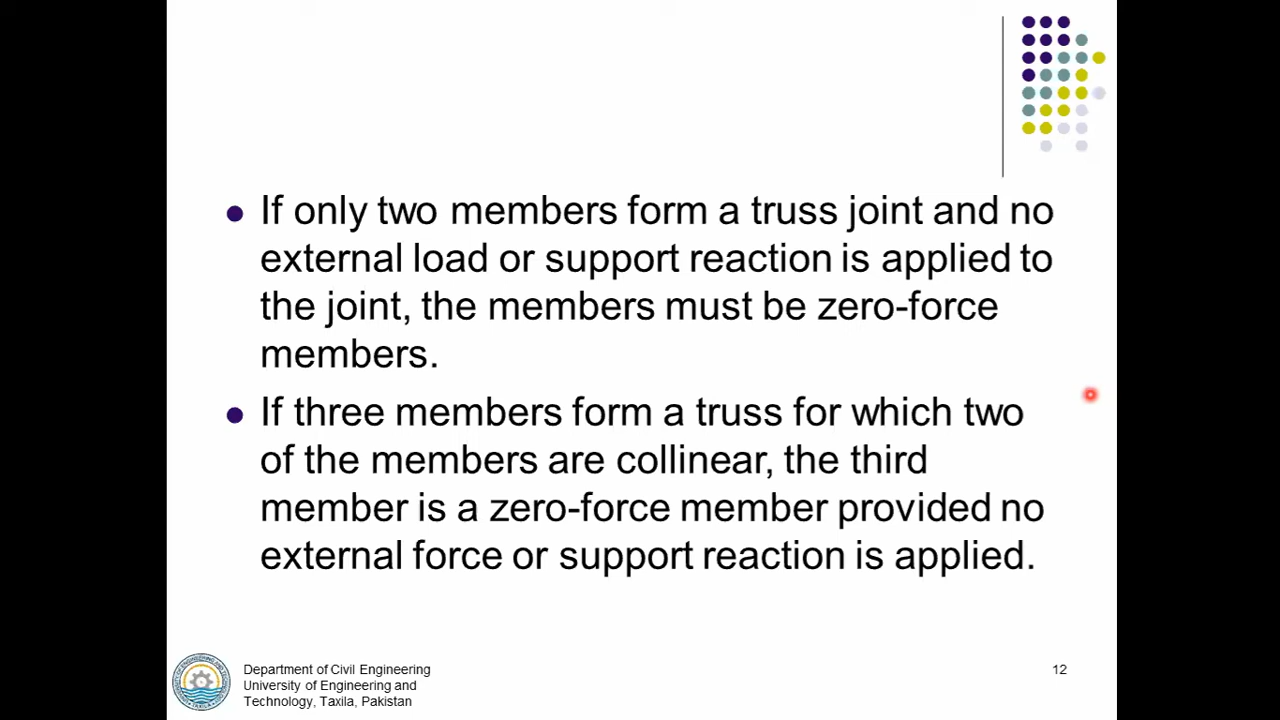 If only two members form a truss joint and no
external load or support reaction is applied to
the joint, the members must be zero-force
members.
If three members form a truss for which two
of the members are collinear, the third
member is a zero-force member provided no
external force or support reaction is applied.
Department of Civil Engineering
University of Engineering and
Technology, Taxila, Pakistan
12